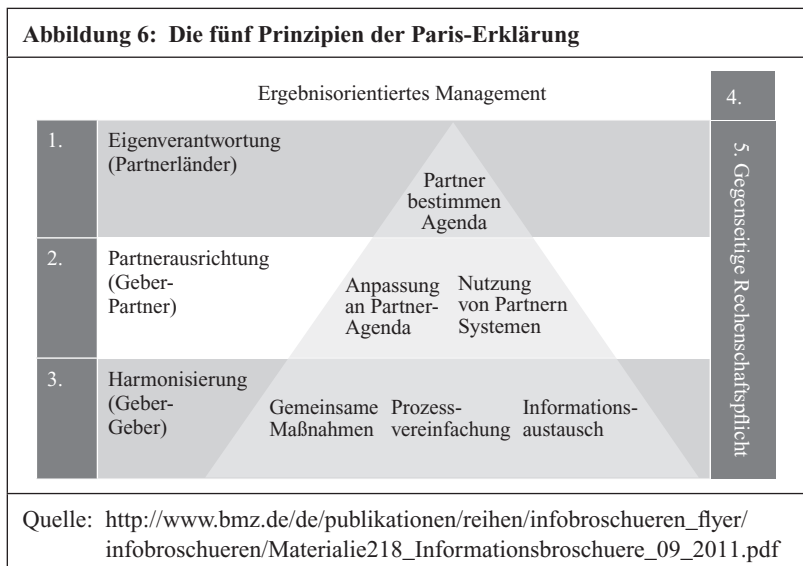 Abbildung 6: Die fünf Prinzipien der Paris-Erklärung
Ergebnisorientiertes Management
4.
1.
Eigenverantwortung
(Partnerländer)
Partner
bestimmen
Agenda
2.
Partnerausrichtung
(Geber-
Partner)
Anpassung
an Partner-
Agenda
Nutzung
von Partnern
Systemen
3.
Harmonisierung
(Geber-
Geber)
Gemeinsame
Maßnahmen
Prozess-
vereinfachung
Informations-
austausch
5. Gegenseitige Rechenschaftspflicht
Quelle: http://www.bmz.de/de/publikationen/reihen/infobroschueren_flyer/
infobroschueren/Materialie218_Informationsbroschuere_09_2011.pdf